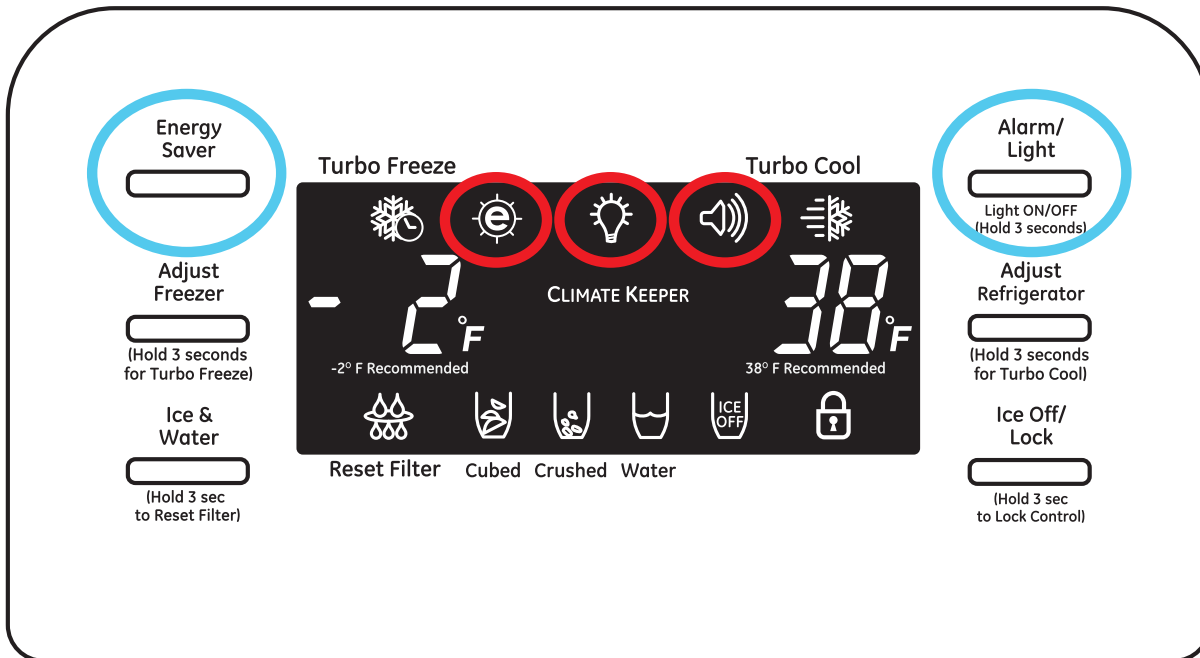 Energy
Saver
Alarm/
Light
Light ON/OFF
(Hold 3 seconds)
Turbo Freeze
Turbo Cool
e
Adjust
Freezer
(Hold 3 seconds
for Turbo Freeze)
-2°F
CLIMATE KEEPER
38°F
-2° F Recommended
38° F Recommended
Adjust
Refrigerator
(Hold 3 seconds
for Turbo Cool)
Ice &
Water
(Hold 3 sec
to Reset Filter)
ICE
OFF
Reset Filter
Cubed
Crushed
Water
Ice Off/
Lock
(Hold 3 sec
to Lock Control)